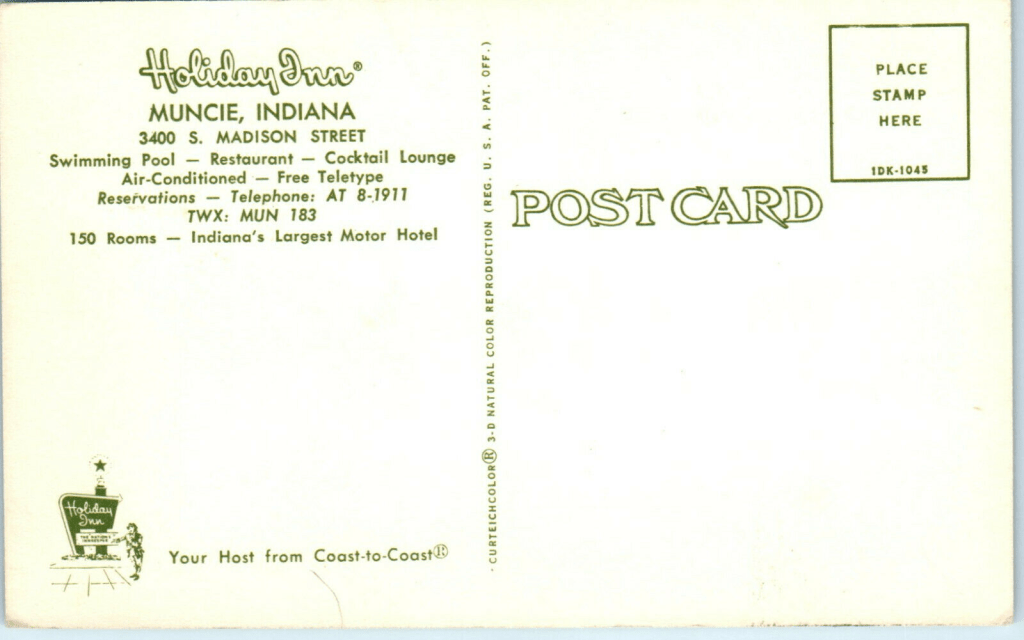 Holiday Inn®
MUNCIE, INDIANA
3400 S. MADISON STREET
Swimming Pool — Restaurant — Cocktail Lounge
Air-Conditioned — Free Teletype
Reservations — Telephone: AT 8-1911
TWX: MUN 183
150 Rooms — Indiana's Largest Motor Hotel
Holiday
Inn
Your Host from Coast-to-Coast®
CURTEICHCOLOR® 3-D NATURAL COLOR REPRODUCTION (REG. U. S. A. PAT. OFF.)
POST CARD
PLACE
STAMP
HERE
1DK-1045